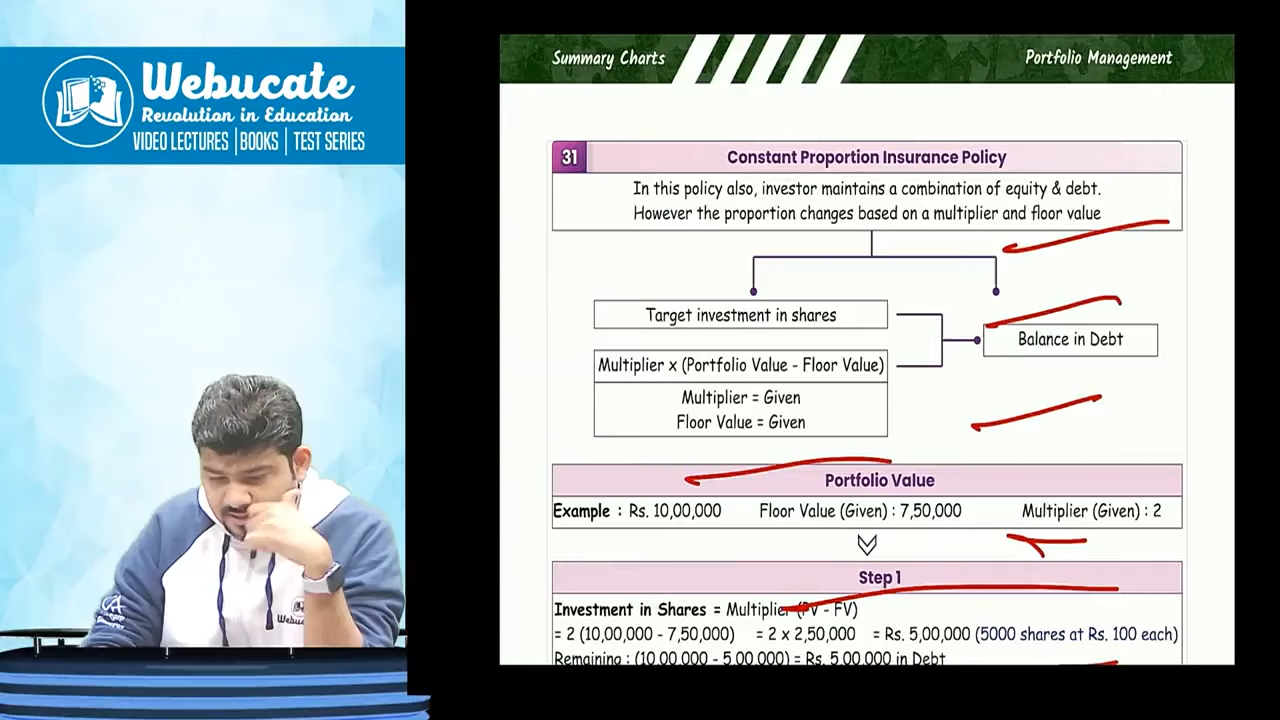 Webucate
Revolution in Education
VIDEO LECTURES | BOOKS | TEST SERIES
Summary Charts
Portfolio Management
31
Constant Proportion Insurance Policy
In this policy also, investor maintains a combination of equity & debt.
However the proportion changes based on a multiplier and floor value
Target investment in shares
Balance in Debt
Multiplier x (Portfolio Value - Floor Value)
Multiplier = Given
Floor Value = Given
Portfolio Value
Example : Rs. 10,00,000 Floor Value (Given) : 7,50,000 Multiplier (Given) : 2
Step 1
Investment in Shares = Multiplier (PV - FV)
= 2 (10,00,000 - 7,50,000) = 2 x 2,50,000 = Rs. 5,00,000 (5000 shares at Rs. 100 each)
Remaining : (10,00,000 - 5,00,000) = Rs. 5,00,000 in Debt